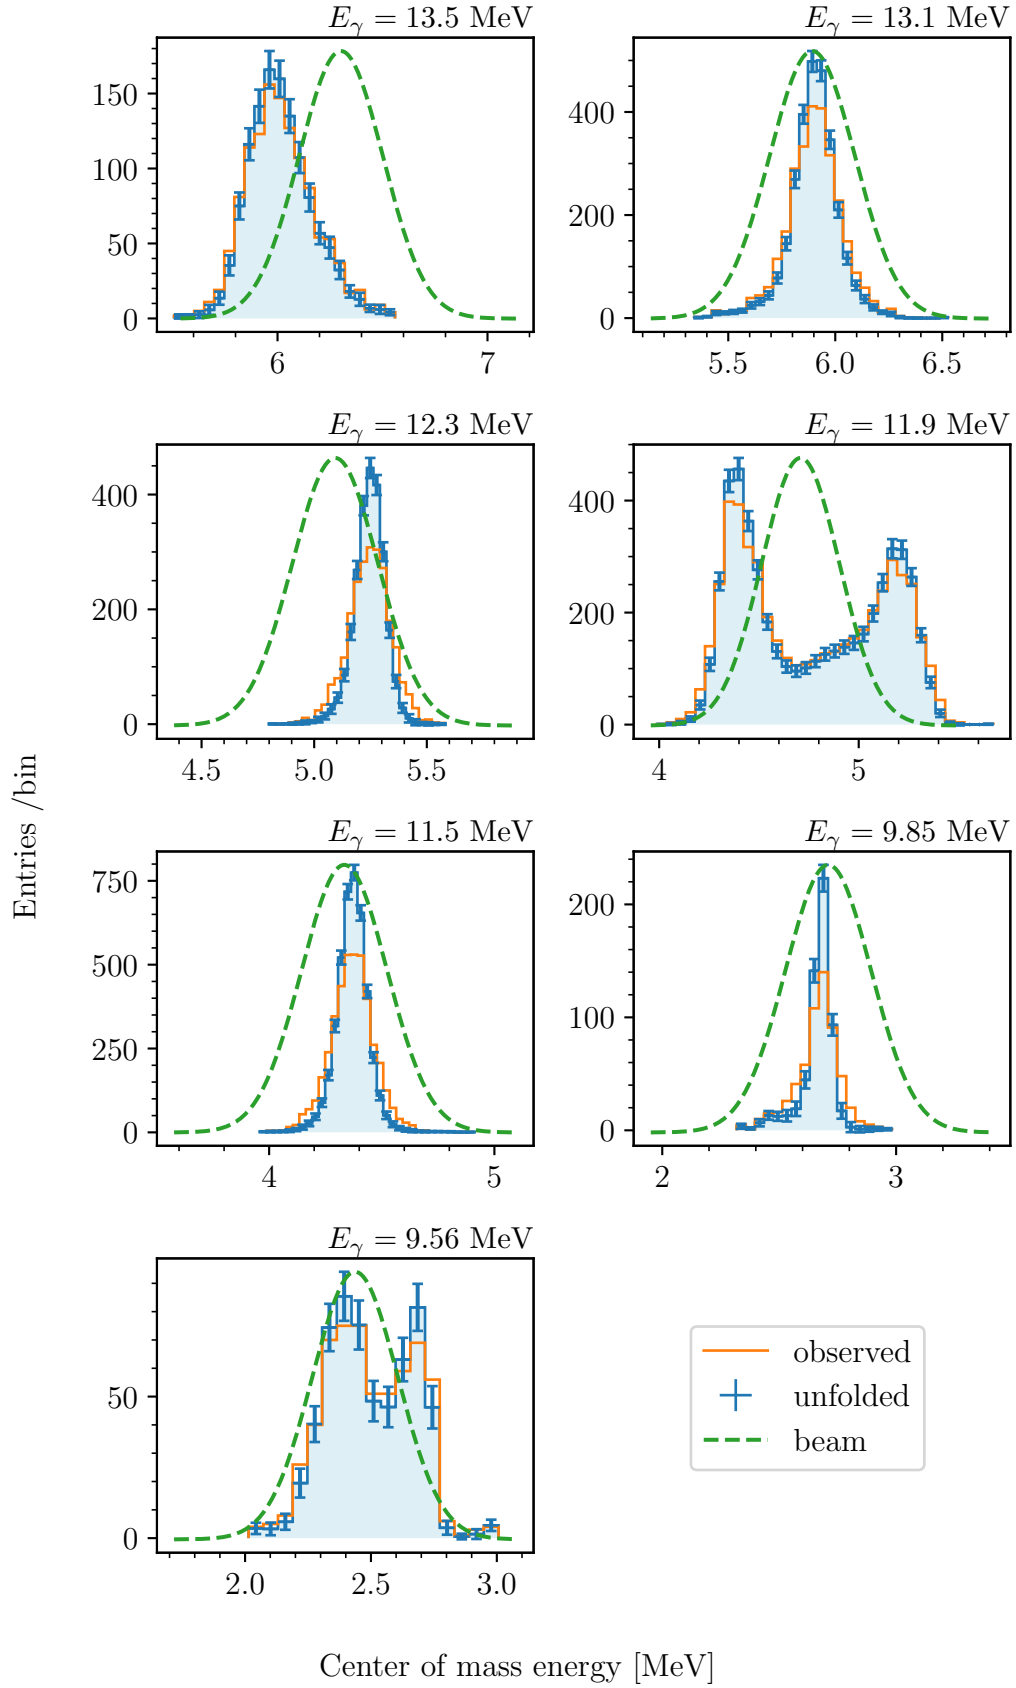 E_γ = 13.5 MeV
150
100
50
0
6 7
E_γ = 13.1 MeV
400
200
0
5.5 6.0 6.5
E_γ = 12.3 MeV
400
200
0
4.5 5.0 5.5
E_γ = 11.9 MeV
400
200
0
4 5
E_γ = 11.5 MeV
750
500
250
0
4 5
E_γ = 9.85 MeV
200
100
0
2 3
E_γ = 9.56 MeV
50
0
2.0 2.5 3.0
observed
unfolded
beam
Entries /bin
Center of mass energy [MeV]